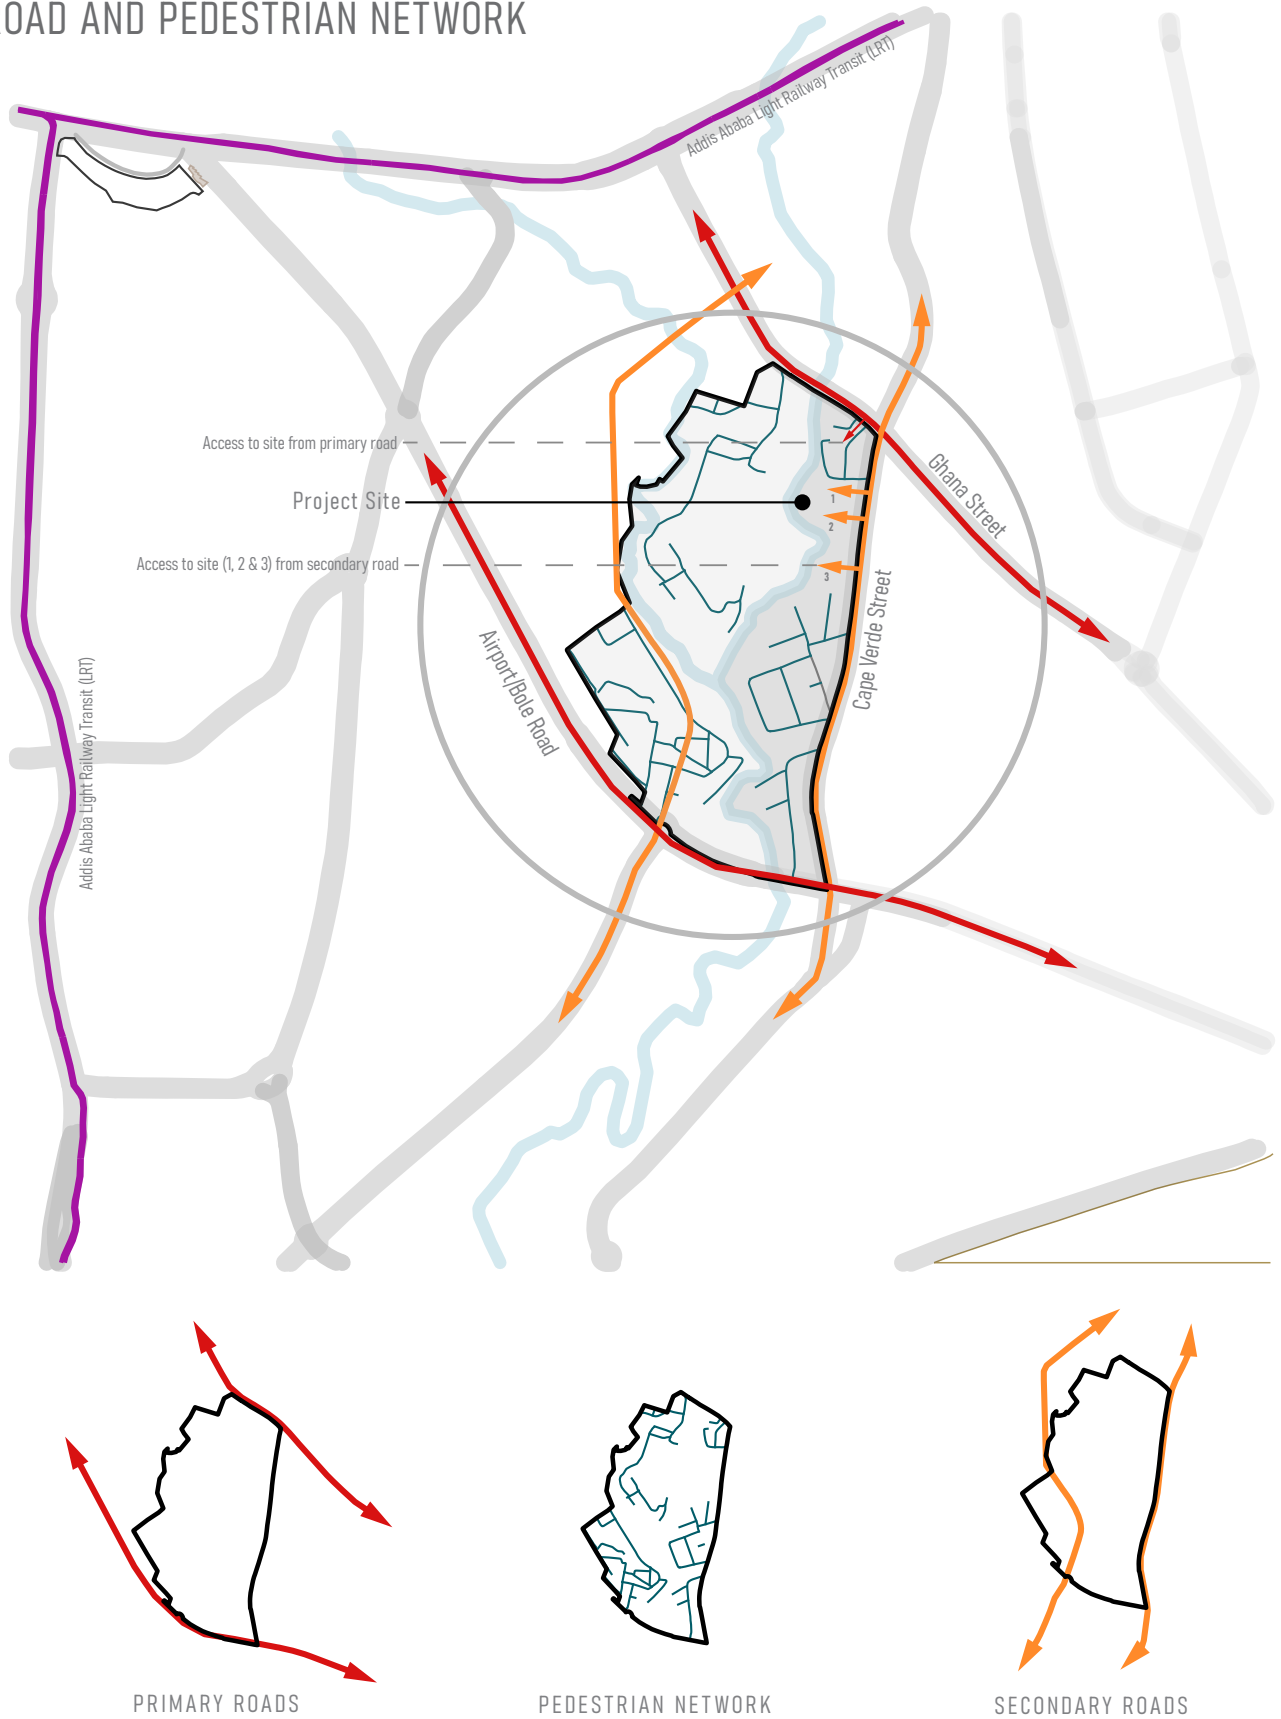 OAD AND PEDESTRIAN NETWORK
Addis Ababa Light Railway Transit (LRT)
Access to site from primary road
Ghana Street
Project Site
1
2
Access to site (1, 2 & 3) from secondary road
3
Cape Verde Street
Airport/Bole Road
Addis Ababa Light Railway Transit (LRT)
PRIMARY ROADS
PEDESTRIAN NETWORK
SECONDARY ROADS